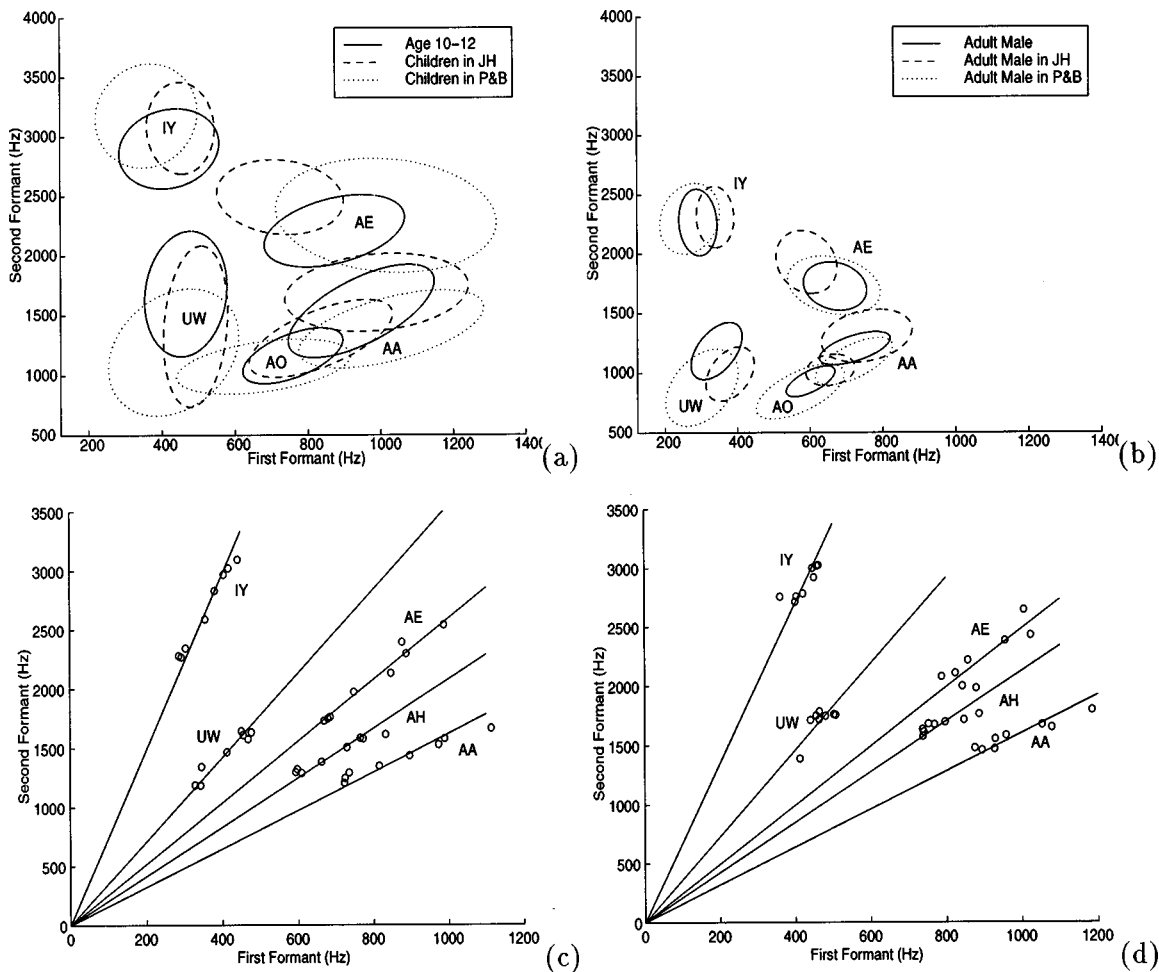 4000
3500
3000
2500
2000
1500
1000
500
Second Formant (Hz)
Age 10-12
Children in JH
Children in P&B
IY
AE
UW
AO
AA
200 400 600 800 1000 1200 140(
First Formant (Hz)
(a)
4000
3500
3000
2500
2000
1500
1000
500
Second Formant (Hz)
Adult Male
Adult Male in JH
Adult Male in P&B
IY
AE
AA
UW
AO
200 400 600 800 1000 1200 140(
First Formant (Hz)
(b)
3500
3000
2500
2000
1500
1000
500
0
Second Formant (Hz)
IY
AE
AH
UW
AA
0 200 400 600 800 1000 1200
First Formant (Hz)
(c)
3500
3000
2500
2000
1500
1000
500
0
Second Formant (Hz)
IY
AE
AH
UW
AA
0 200 400 600 800 1000 1200
First Formant (Hz)
(d)